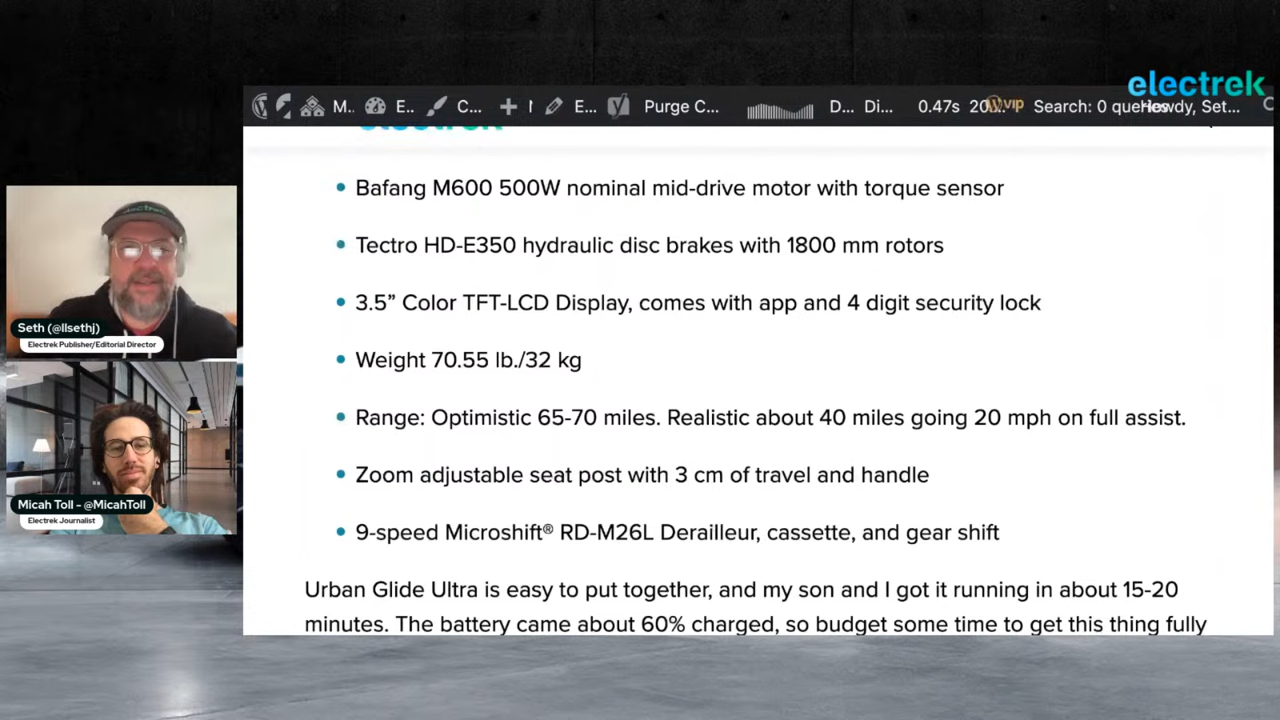 electrek
M.. E.. C... + E... Purge C... D... Di... 0.47s 20... VIP Search: 0 queries Howdy, Set...
Bafang M600 500W nominal mid-drive motor with torque sensor
Tectro HD-E350 hydraulic disc brakes with 1800 mm rotors
3.5” Color TFT-LCD Display, comes with app and 4 digit security lock
Weight 70.55 lb./32 kg
Range: Optimistic 65-70 miles. Realistic about 40 miles going 20 mph on full assist.
Zoom adjustable seat post with 3 cm of travel and handle
9-speed Microshift® RD-M26L Derailleur, cassette, and gear shift
Urban Glide Ultra is easy to put together, and my son and I got it running in about 15-20
minutes. The battery came about 60% charged, so budget some time to get this thing fully
electrek
Seth (@llsethj)
Electrek Publisher/Editorial Director
Micah Toll - @MicahToll
Electrek Journalist